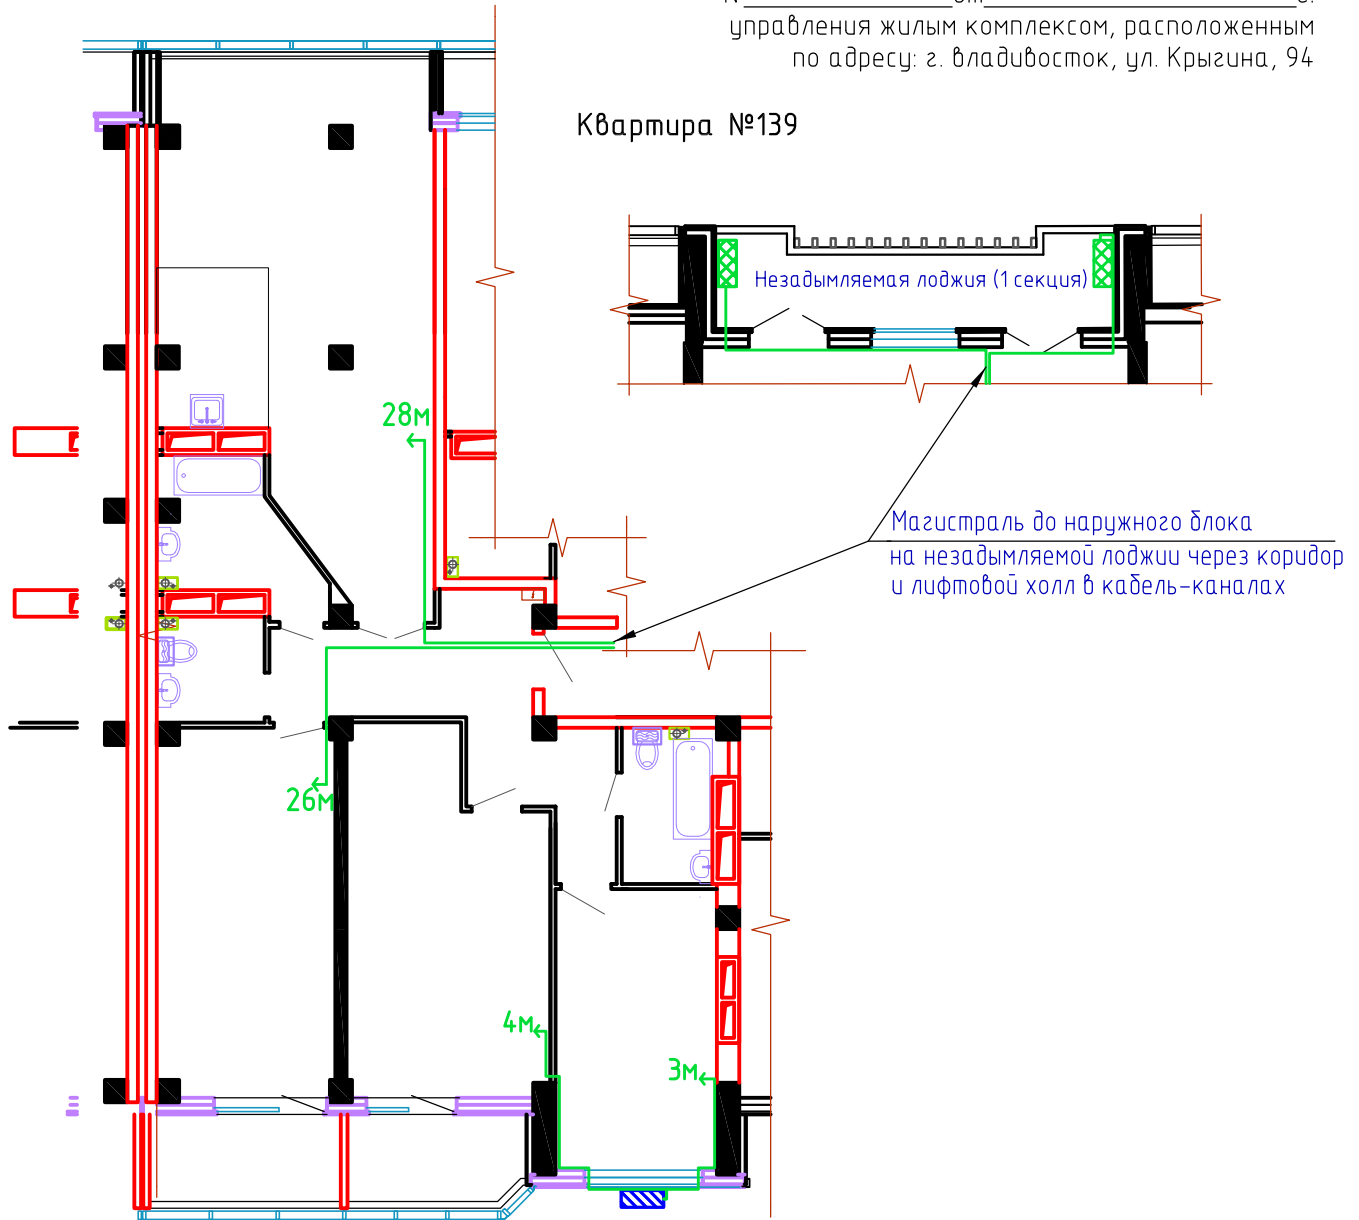 управления жилым комплексом, расположенным
по адресу: г. Владивосток, ул. Крыгина, 94
Квартира №139
Незадымляемая лоджия (1 секция)
28м
Магистраль до наружного блока
на незадымляемой лоджии через коридор
и лифтовой холл в кабель-каналах
26м
4м
3м